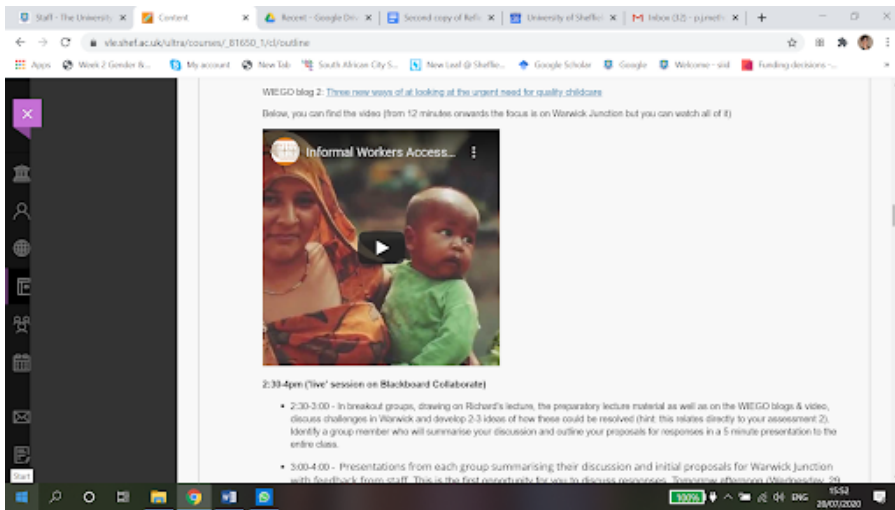 Staff - The Universit
Content
Recent - Google Driv
Second copy of Refle
University of Sheffiel
Inbox (32) - p.j.meth
vle.shef.ac.uk/ultra/courses/_81650_1/cl/outline
Apps
Week 2 Gender &...
My account
New Tab
South African City S...
New Leaf @ Sheffie...
Google Scholar
Google
Welcome - sid
Funding decisions -...
WIEGO blog 2: Three new ways of at looking at the urgent need for quality childcare
Below, you can find the video (from 12 minutes onwards the focus is on Warwick Junction but you can watch all of it)
Informal Workers Access...
2:30-4pm ('live' session on Blackboard Collaborate)
• 2:30-3:00 - In breakout groups, drawing on Richard's lecture, the preparatory lecture material as well as on the WIEGO blogs & video,
discuss challenges in Warwick and develop 2-3 ideas of how these could be resolved (hint: this relates directly to your assessment 2).
Identify a group member who will summarise your discussion and outline your proposals for responses in a 5 minute presentation to the
entire class.
• 3:00-4:00 - Presentations from each group summarising their discussion and initial proposals for Warwick Junction
with feedback from staff. This is the first opportunity for you to discuss responses. Tomorrow afternoon (Wednesday, 29
Start
100%
ENG
15:52
28/07/2020